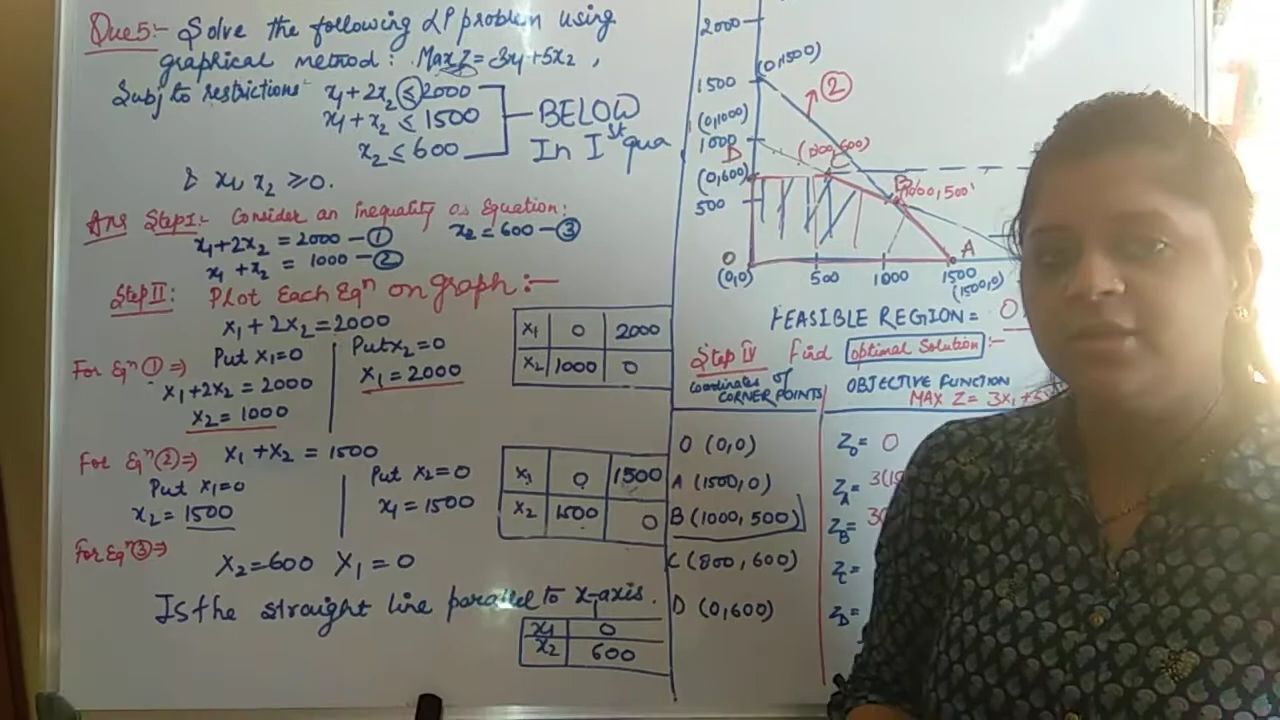 Que5:- Solve the following LP problem using
graphical method: Max Z = 3x1+5x2,
Subj to restrictions x1+2x2 ≤ 2000
x1+x2 ≤ 1500
x2 ≤ 600
BELOW
In Ist qua
& x1, x2 ≥ 0.
Ans Step I:- Consider an Inequality as Equation:
x1+2x2 = 2000 - ①
x2 = 600 - ③
x1+x2 = 1000 - ②
Step II: Plot Each Eqn on graph:-
x1 + 2x2 = 2000
For Eqn ① ⇒ Put x1=0
x1+2x2 = 2000
x2 = 1000
Put x2=0
x1 = 2000
x1 0 2000
x2 1000 0
For Eqn ② ⇒ x1+x2 = 1500
Put x1=0
x2 = 1500
Put x2=0
x1 = 1500
x1 0 1500
x2 1500 0
For Eqn ③ ⇒
x2=600 x1=0
Is the straight line parallel to x1-axis.
x1 0
x2 600
2000
1500 (0,1500)
②
(0,1000)
1000
D
(800,600)
C
(0,600)
B
(1000,500)
500
O
A
(0,0)
500 1000 1500
(1500,0)
FEASIBLE REGION = O
Step IV Find optimal Solution:-
Coordinates of
CORNER POINTS
OBJECTIVE FUNCTION
MAX Z = 3x1+5
O (0,0) Z0= 0
A (1500,0) ZA= 3(15
B (1000,500) ZB=
C (800,600) ZC=
D (0,600) ZD=